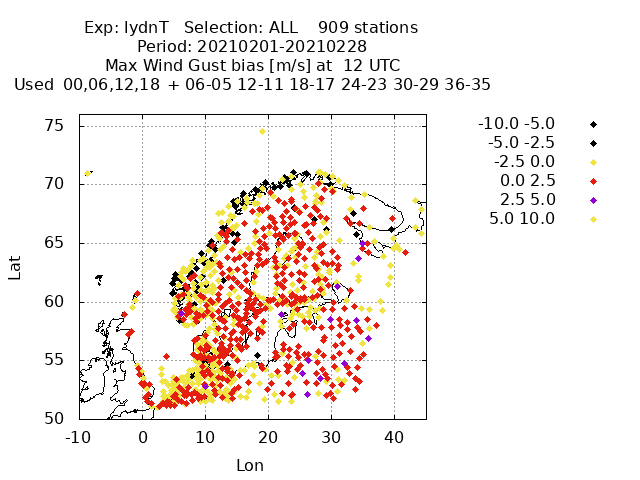 Exp: lydnT   Selection: ALL    909 stations
Period: 20210201-20210228
Max Wind Gust bias [m/s] at  12 UTC
Used  00,06,12,18  + 06-05 12-11 18-17 24-23 30-29 36-35
-10.0 -5.0
-5.0 -2.5
-2.5 0.0
0.0 2.5
2.5 5.0
5.0 10.0
75
70
65
60
55
50
Lat
-10 0 10 20 30 40
Lon